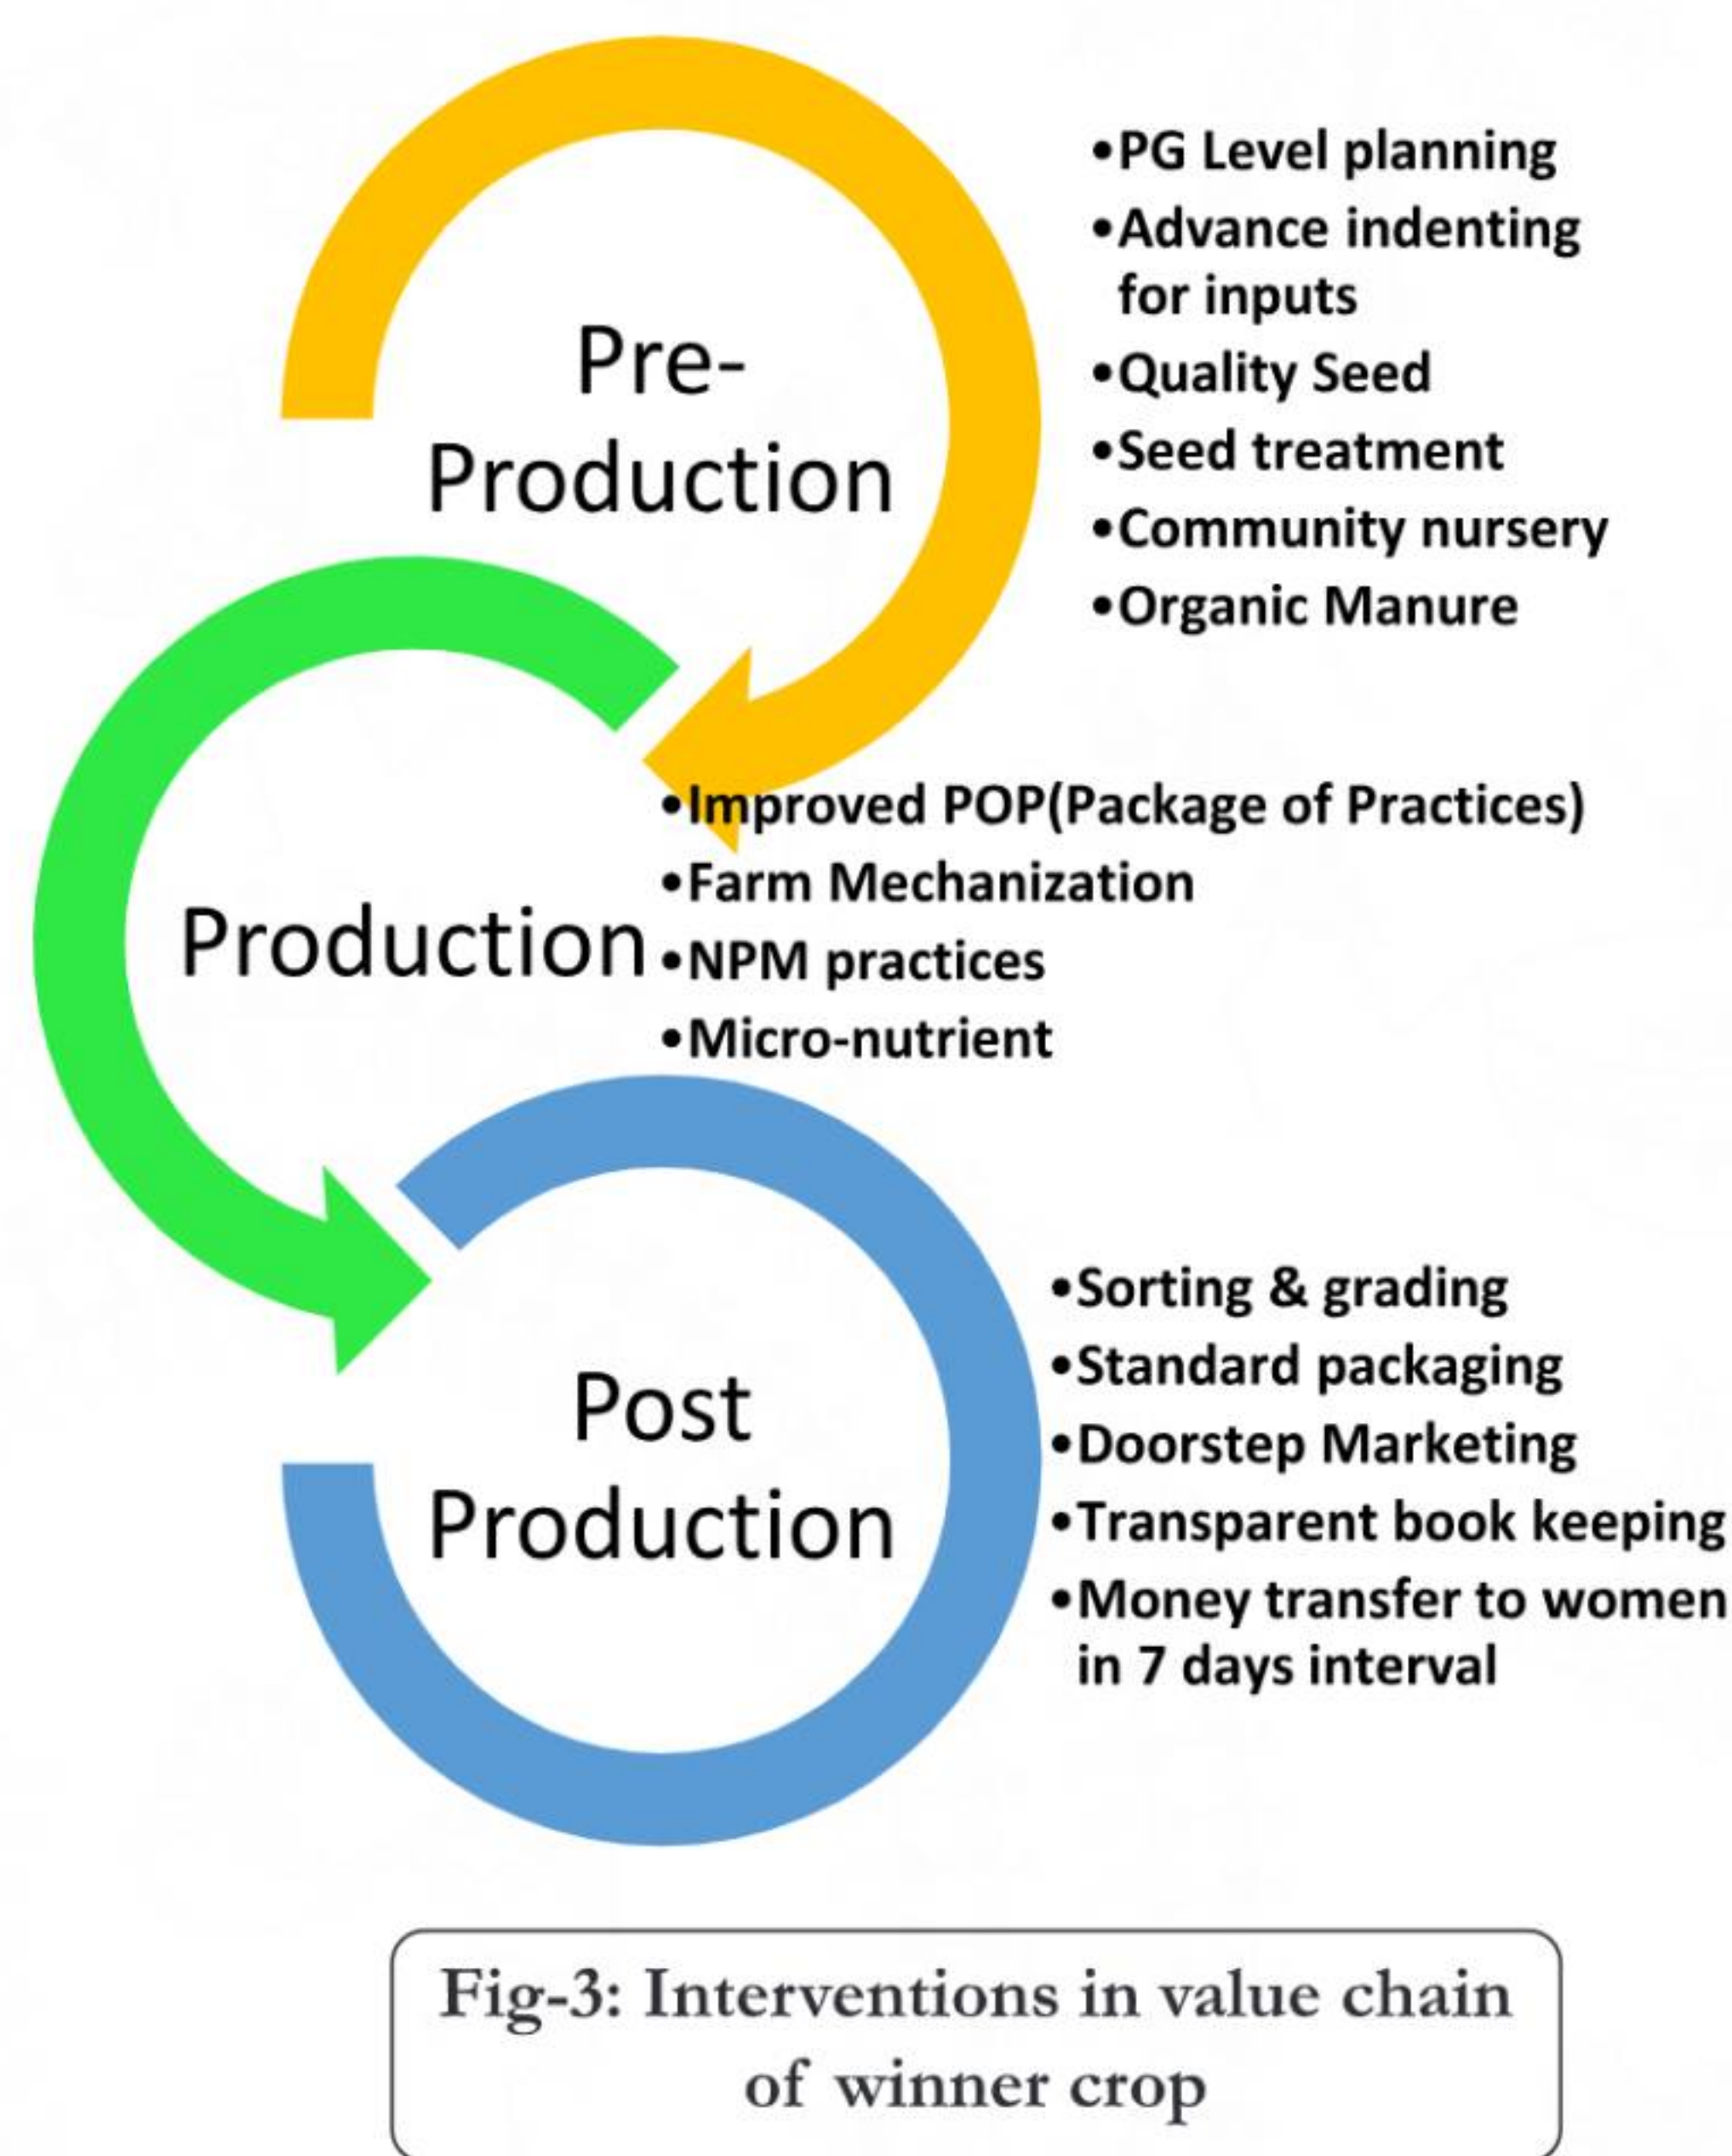 Pre-
Production
•PG Level planning
•Advance indenting
for inputs
•Quality Seed
•Seed treatment
•Community nursery
•Organic Manure
Production
•Improved POP(Package of Practices)
•Farm Mechanization
•NPM practices
•Micro-nutrient
Post
Production
•Sorting & grading
•Standard packaging
•Doorstep Marketing
•Transparent book keeping
•Money transfer to women
in 7 days interval
Fig-3: Interventions in value chain
of winner crop